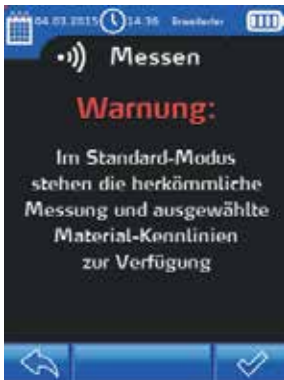 04.03.2015 14:36 Erweiterter
Messen
Warnung:
Im Standard-Modus
stehen die herkömmliche
Messung und ausgewählte
Material-Kennlinien
zur Verfügung